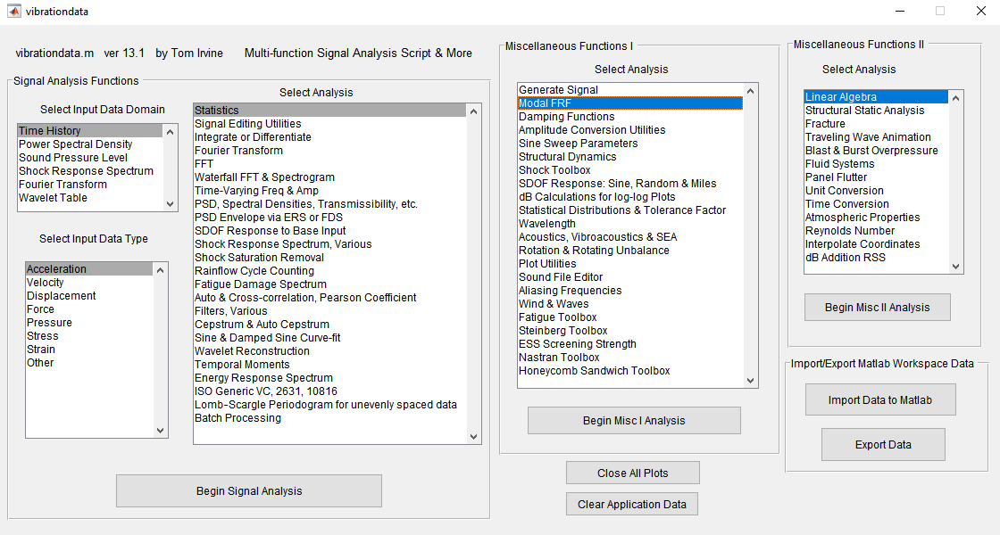 vibrationdata
vibrationdata.m ver 13.1 by Tom Irvine Multi-function Signal Analysis Script & More
Signal Analysis Functions
Select Input Data Domain
Time History
Power Spectral Density
Sound Pressure Level
Shock Response Spectrum
Fourier Transform
Wavelet Table
Select Input Data Type
Acceleration
Velocity
Displacement
Force
Pressure
Stress
Strain
Other
Select Analysis
Statistics
Signal Editing Utilities
Integrate or Differentiate
Fourier Transform
FFT
Waterfall FFT & Spectrogram
Time-Varying Freq & Amp
PSD, Spectral Densities, Transmissibility, etc.
PSD Envelope via ERS or FDS
SDOF Response to Base Input
Shock Response Spectrum, Various
Shock Saturation Removal
Rainflow Cycle Counting
Fatigue Damage Spectrum
Auto & Cross-correlation, Pearson Coefficient
Filters, Various
Cepstrum & Auto Cepstrum
Sine & Damped Sine Curve-fit
Wavelet Reconstruction
Temporal Moments
Energy Response Spectrum
ISO Generic VC, 2631, 10816
Lomb-Scargle Periodogram for unevenly spaced data
Batch Processing
Begin Signal Analysis
Miscellaneous Functions I
Select Analysis
Generate Signal
Modal FRF
Damping Functions
Amplitude Conversion Utilities
Sine Sweep Parameters
Structural Dynamics
Shock Toolbox
SDOF Response: Sine, Random & Miles
dB Calculations for log-log Plots
Statistical Distributions & Tolerance Factor
Wavelength
Acoustics, Vibroacoustics & SEA
Rotation & Rotating Unbalance
Plot Utilities
Sound File Editor
Aliasing Frequencies
Wind & Waves
Fatigue Toolbox
Steinberg Toolbox
ESS Screening Strength
Nastran Toolbox
Honeycomb Sandwich Toolbox
Begin Misc I Analysis
Close All Plots
Clear Application Data
Miscellaneous Functions II
Select Analysis
Linear Algebra
Structural Static Analysis
Fracture
Traveling Wave Animation
Blast & Burst Overpressure
Fluid Systems
Panel Flutter
Unit Conversion
Time Conversion
Atmospheric Properties
Reynolds Number
Interpolate Coordinates
dB Addition RSS
Begin Misc II Analysis
Import/Export Matlab Workspace Data
Import Data to Matlab
Export Data